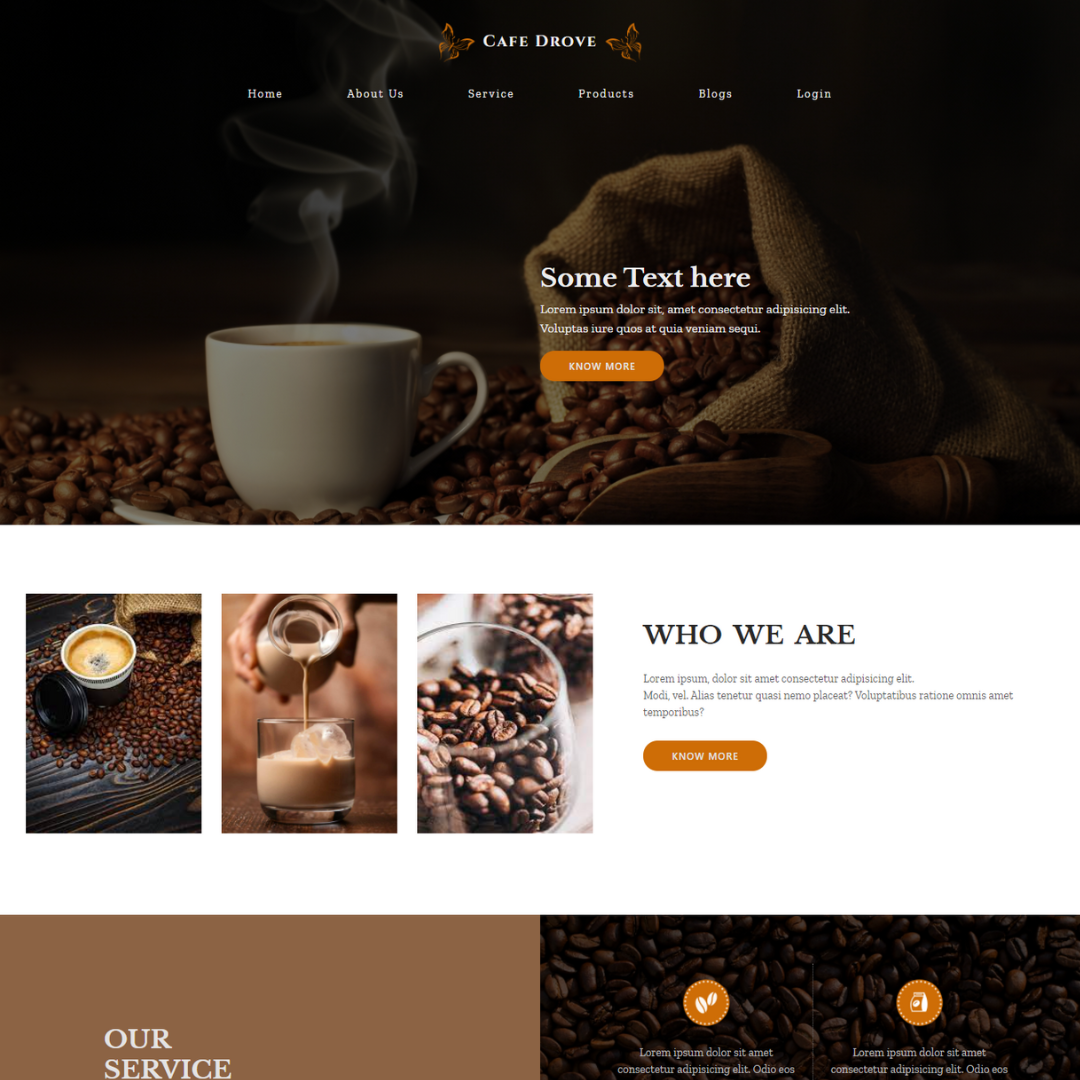 Cafe Drove
Home About Us Service Products Blogs Login
Some Text here
Lorem ipsum dolor sit, amet consectetur adipisicing elit.
Voluptas iure quos at quia veniam sequi.
KNOW MORE
WHO WE ARE
Lorem ipsum, dolor sit amet consectetur adipisicing elit.
Modi, vel. Alias tenetur quasi nemo placeat? Voluptatibus ratione omnis amet
temporibus?
KNOW MORE
OUR
SERVICE
Lorem ipsum dolor sit amet
consectetur adipisicing elit. Odio eos
Lorem ipsum dolor sit amet
consectetur adipisicing elit. Odio eos